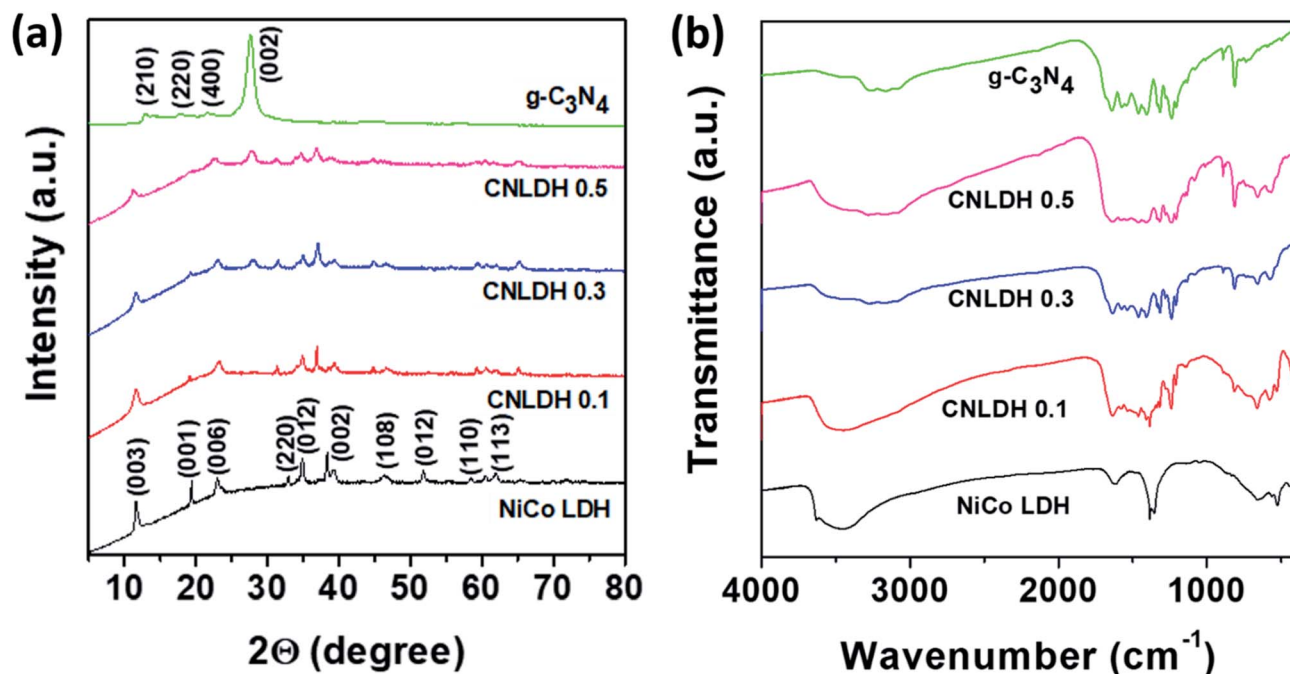 (a)
(210)
(220)
(400)
(002)
g-C₃N₄
CNLDH 0.5
CNLDH 0.3
CNLDH 0.1
(003)
(001)
(006)
(220)
(012)
(002)
(108)
(012)
(110)
(113)
NiCo LDH
Intensity (a.u.)
10 20 30 40 50 60 70 80
2Θ (degree)
(b)
g-C₃N₄
CNLDH 0.5
CNLDH 0.3
CNLDH 0.1
NiCo LDH
Transmittance (a.u.)
4000 3000 2000 1000
Wavenumber (cm⁻¹)